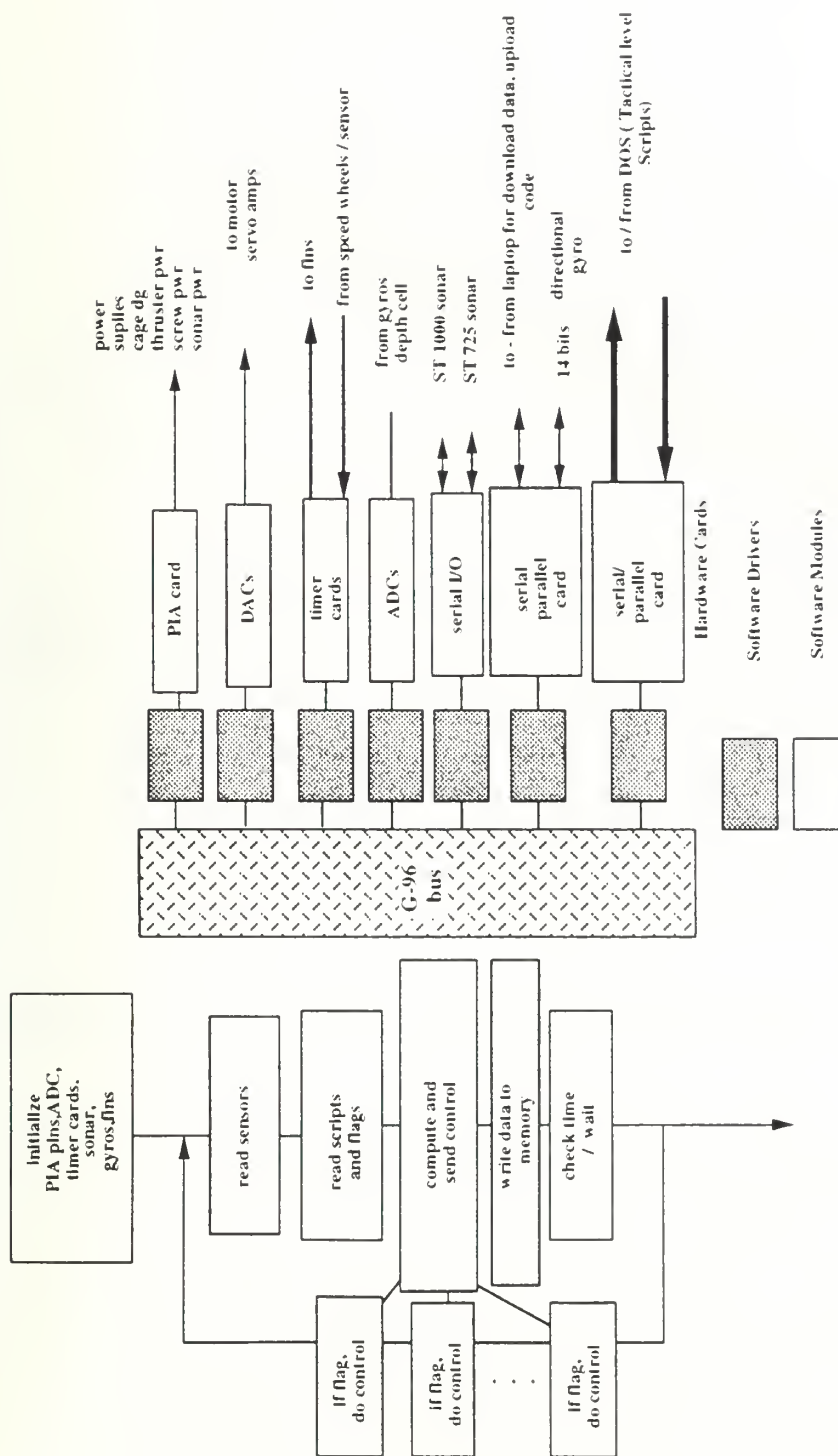 initialize
PIA pins,ADC,
timer cards.
sonar,
gyros,fins
read sensors
read scripts
and flags
compute and
send control
write data to
memory
check time
/ wait
If flag,
do control
if flag,
do control
. . .
If flag,
do control
G-96
bus
PIA card
DACs
timer
cards
ADCs
serial I/O
serial
parallel
card
serial/
parallel
card
power
suplies
cage dg
thruster pwr
screw pwr
sonar pwr
to motor
servo amps
to fins
from speed wheels / sensor
from gyros
depth cell
ST 1000 sonar
ST 725 sonar
to - from laptop for download data, upload
code
14 bits
directional
gyro
to / from DOS ( Tactical level
Scripts)
Hardware Cards
Software Drivers
Software Modules